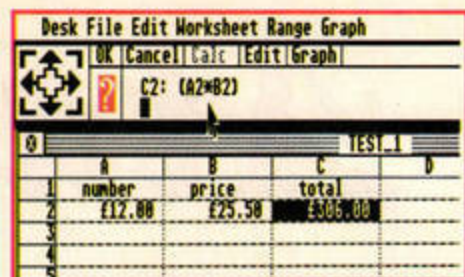 Desk File Edit Worksheet Range Graph
OK Cancel Calc Edit Graph
? C2: (A2*B2)
TEST_1
A B C D
1 number price total
2 £12.00 £25.50 £306.00
3
4
5